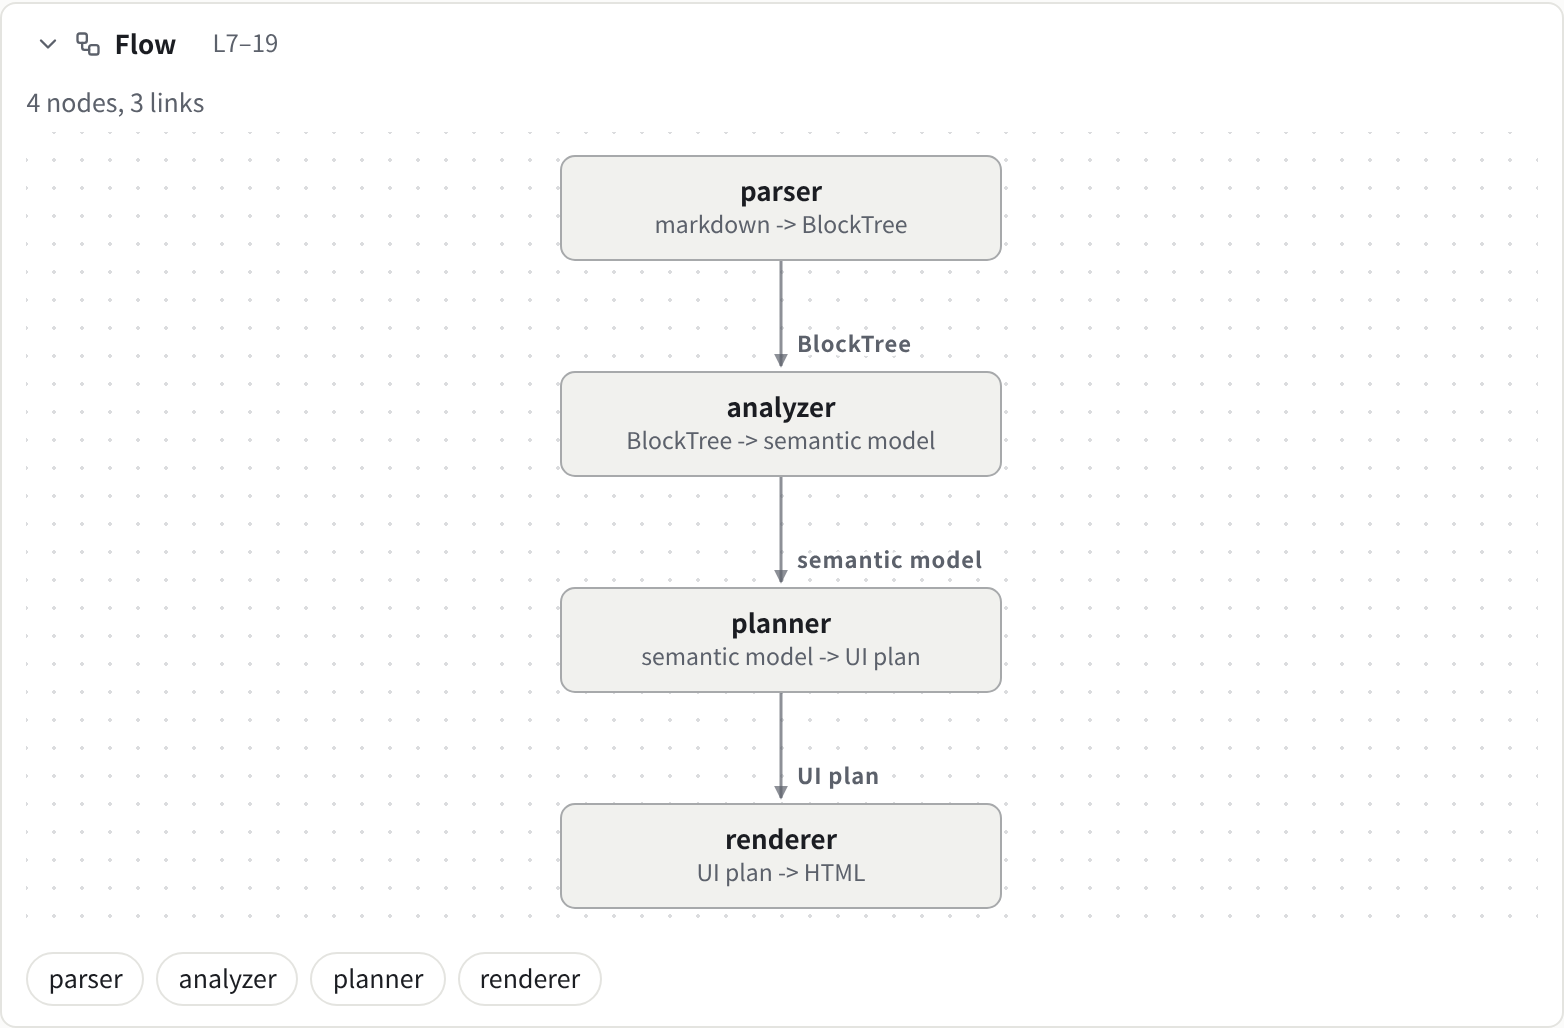 Flow L7–19
4 nodes, 3 links
parser
markdown -> BlockTree
BlockTree
analyzer
BlockTree -> semantic model
semantic model
planner
semantic model -> UI plan
UI plan
renderer
UI plan -> HTML
parser analyzer planner renderer